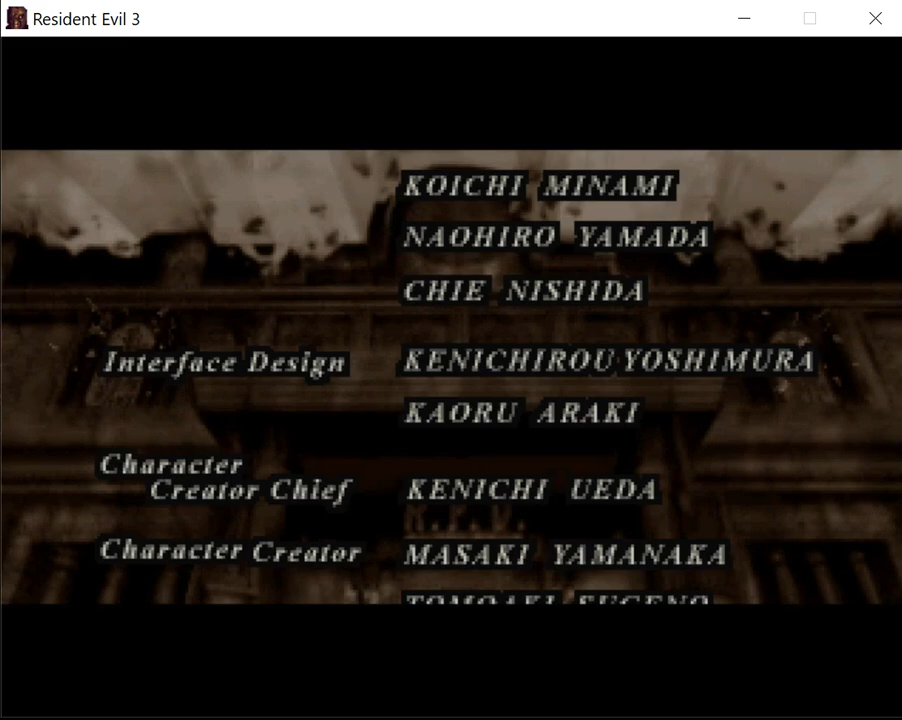 Resident Evil 3
KOICHI MINAMI
NAOHIRO YAMADA
CHIE NISHIDA
Interface Design KENICHIROU YOSHIMURA
KAORU ARAKI
Character
Creator Chief KENICHI UEDA
R.P.D.
Character Creator MASAKI YAMANAKA